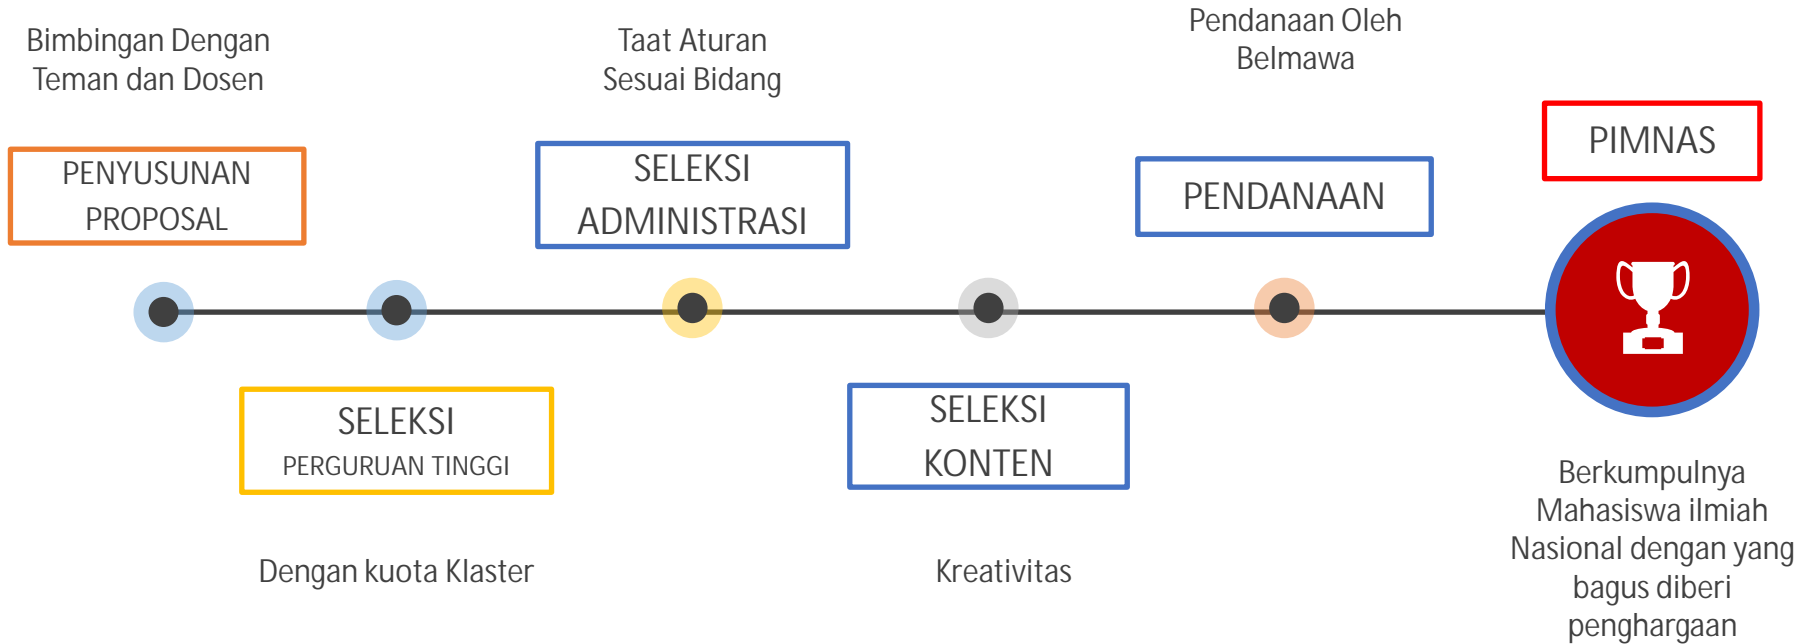 Bimbingan Dengan
Teman dan Dosen
PENYUSUNAN
PROPOSAL
SELEKSI
PERGURUAN TINGGI
Dengan kuota Klaster
Taat Aturan
Sesuai Bidang
SELEKSI
ADMINISTRASI
SELEKSI
KONTEN
Kreativitas
Pendanaan Oleh
Belmawa
PENDANAAN
PIMNAS
Berkumpulnya
Mahasiswa ilmiah
Nasional dengan yang
bagus diberi
penghargaan